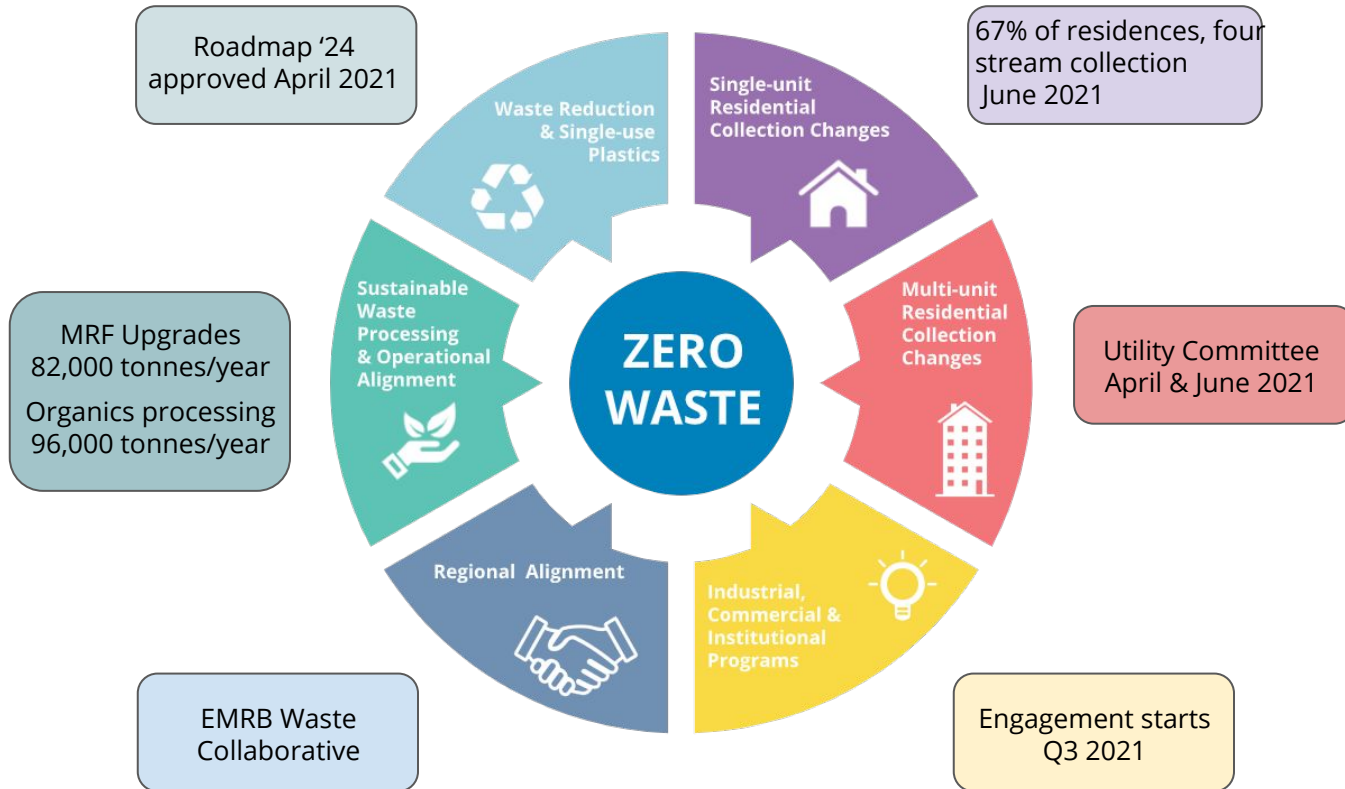 Roadmap ‘24
approved April 2021
67% of residences, four
stream collection
June 2021
Waste Reduction
& Single-use
Plastics
Single-unit
Residential
Collection Changes
Sustainable
Waste
Processing
& Operational
Alignment
Multi-unit
Residential
Collection
Changes
MRF Upgrades
82,000 tonnes/year
Organics processing
96,000 tonnes/year
ZERO
WASTE
Utility Committee
April & June 2021
Regional Alignment
Industrial,
Commercial &
Institutional
Programs
EMRB Waste
Collaborative
Engagement starts
Q3 2021